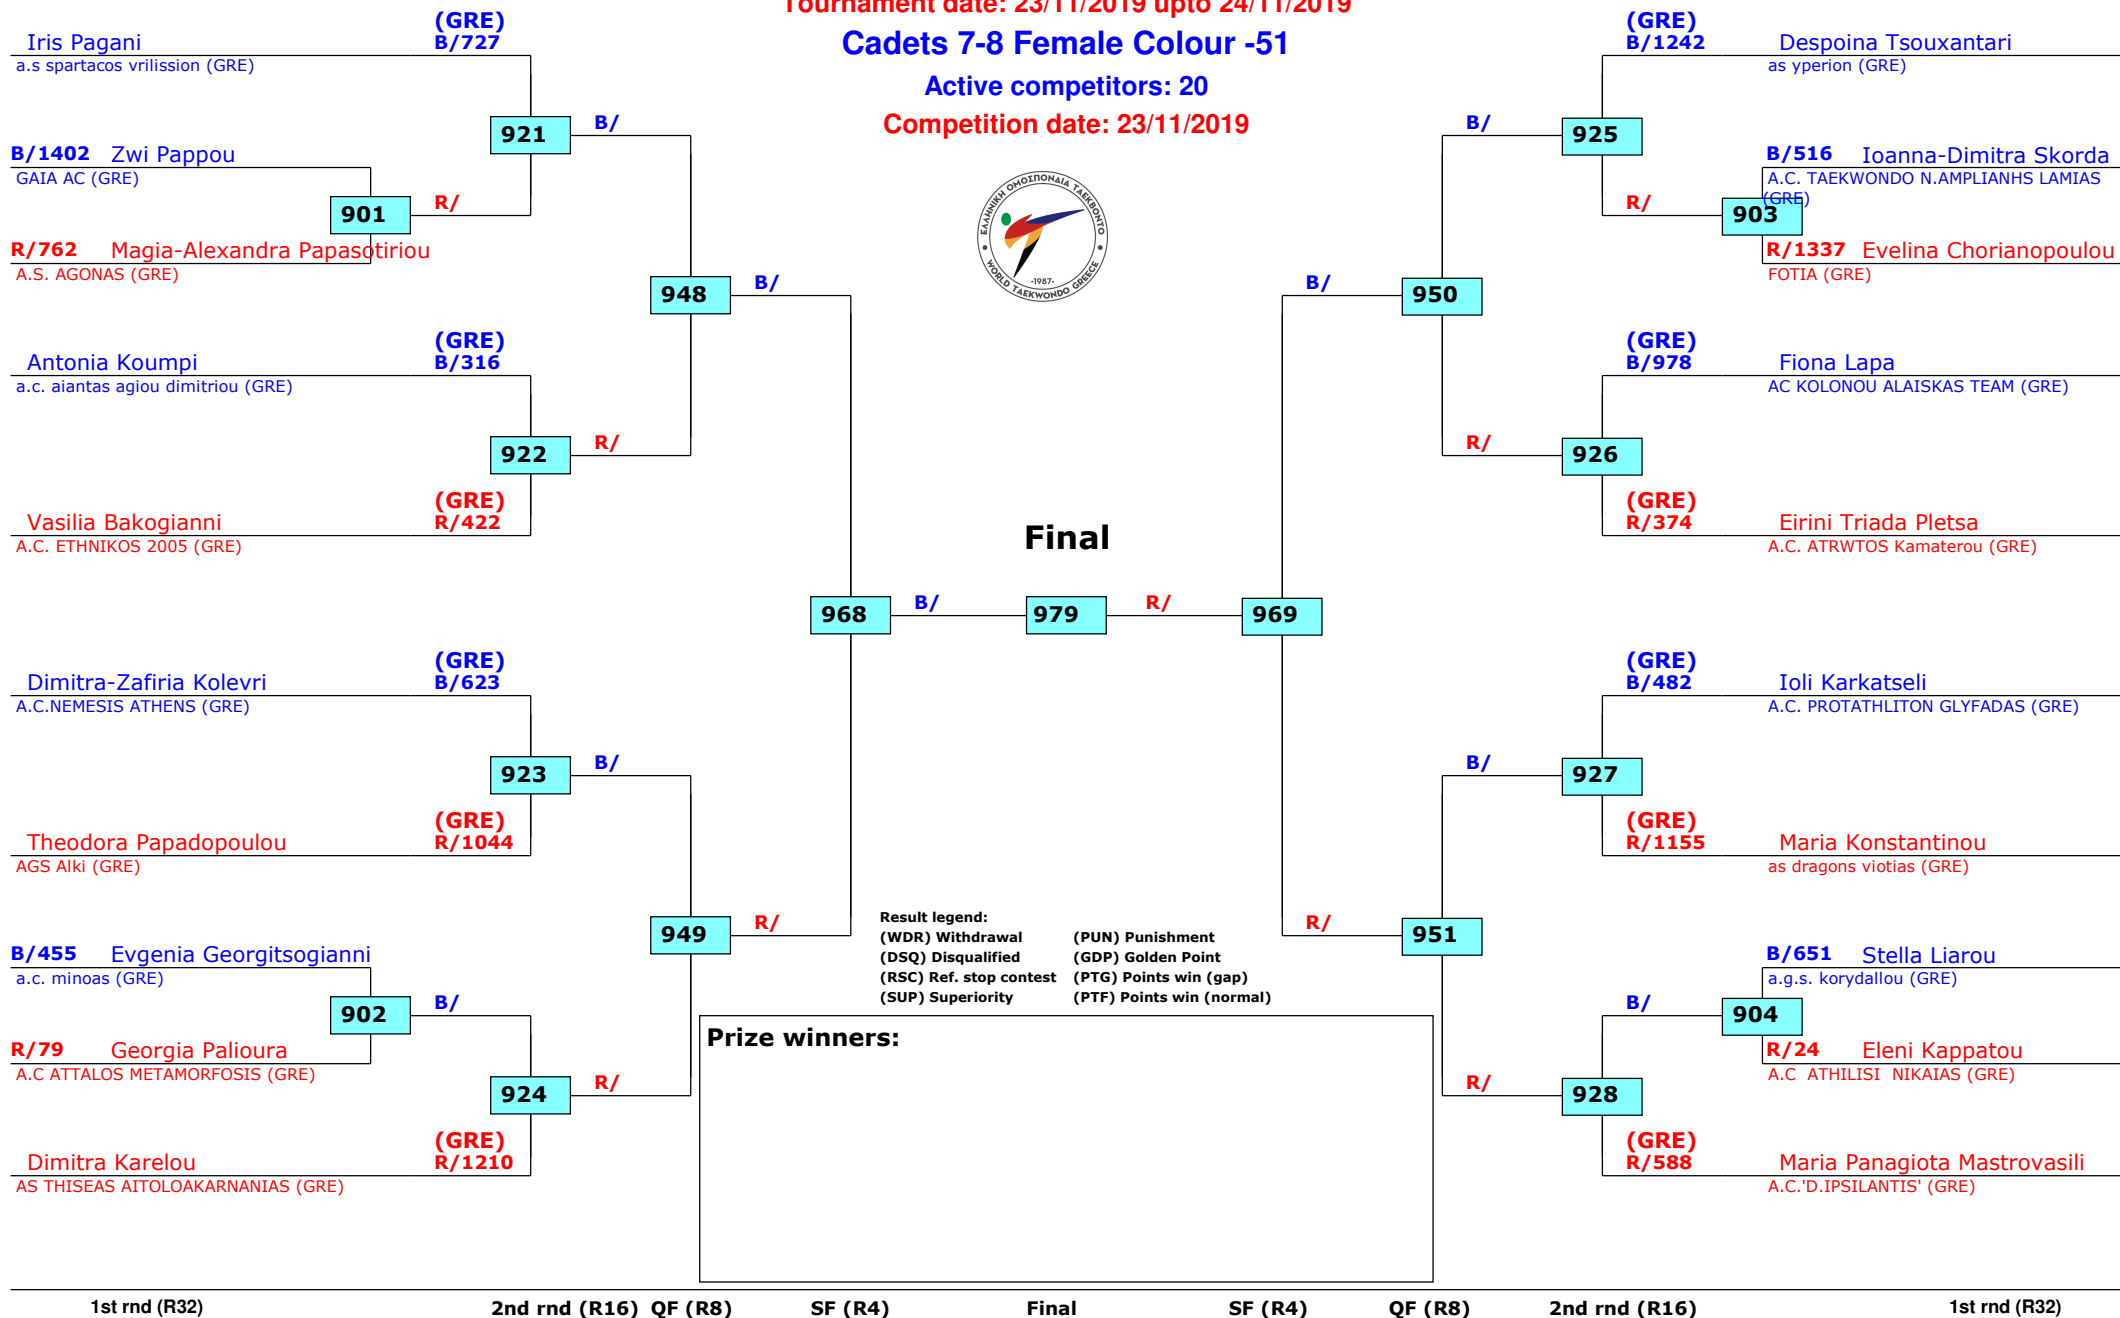 Tournament date: 23/11/2019 upto 24/11/2019
Cadets 7-8 Female Colour -51
Active competitors: 20
Competition date: 23/11/2019
ΕΛΛΗΝΙΚΗ ΟΜΟΣΠΟΝΔΙΑ ΤΑΕΚΒΟΝΤΟ
·1987·
WORLD TAEKWONDO GREECE
(GRE)
Iris Pagani B/727
a.s spartacos vrilission (GRE)
921 B/
B/1402 Zwi Pappou
GAIA AC (GRE)
901 R/
R/762 Magia-Alexandra Papasotiriou
A.S. AGONAS (GRE)
948 B/
(GRE)
Antonia Koumpi B/316
a.c. aiantas agiou dimitriou (GRE)
922 R/
(GRE)
Vasilia Bakogianni R/422
A.C. ETHNIKOS 2005 (GRE)
968 B/
(GRE)
Dimitra-Zafiria Kolevri B/623
A.C.NEMESIS ATHENS (GRE)
923 B/
(GRE)
Theodora Papadopoulou R/1044
AGS Alki (GRE)
949 R/
B/455 Evgenia Georgitsogianni
a.c. minoas (GRE)
902 B/
R/79 Georgia Palioura
A.C ATTALOS METAMORFOSIS (GRE)
924 R/
(GRE)
Dimitra Karelou R/1210
AS THISEAS AITOLOAKARNANIAS (GRE)
Final
979
(GRE)
B/1242 Despoina Tsouxantari
as yperion (GRE)
B/ 925
B/516 Ioanna-Dimitra Skorda
A.C. TAEKWONDO N.AMPLIANHS LAMIAS
(GRE)
R/ 903
R/1337 Evelina Chorianopoulou
FOTIA (GRE)
B/ 950
(GRE)
B/978 Fiona Lapa
AC KOLONOU ALAISKAS TEAM (GRE)
R/ 926
(GRE)
R/374 Eirini Triada Pletsa
A.C. ATRWTOS Kamaterou (GRE)
R/ 969
(GRE)
B/482 Ioli Karkatseli
A.C. PROTATHLITON GLYFADAS (GRE)
B/ 927
(GRE)
R/1155 Maria Konstantinou
as dragons viotias (GRE)
R/ 951
B/651 Stella Liarou
a.g.s. korydallou (GRE)
B/ 904
R/24 Eleni Kappatou
A.C ATHILISI NIKAIAS (GRE)
R/ 928
(GRE)
R/588 Maria Panagiota Mastrovasili
A.C.'D.IPSILANTIS' (GRE)
Result legend:
(WDR) Withdrawal (PUN) Punishment
(DSQ) Disqualified (GDP) Golden Point
(RSC) Ref. stop contest (PTG) Points win (gap)
(SUP) Superiority (PTF) Points win (normal)
Prize winners:
1st rnd (R32) 2nd rnd (R16) QF (R8) SF (R4) Final SF (R4) QF (R8) 2nd rnd (R16) 1st rnd (R32)